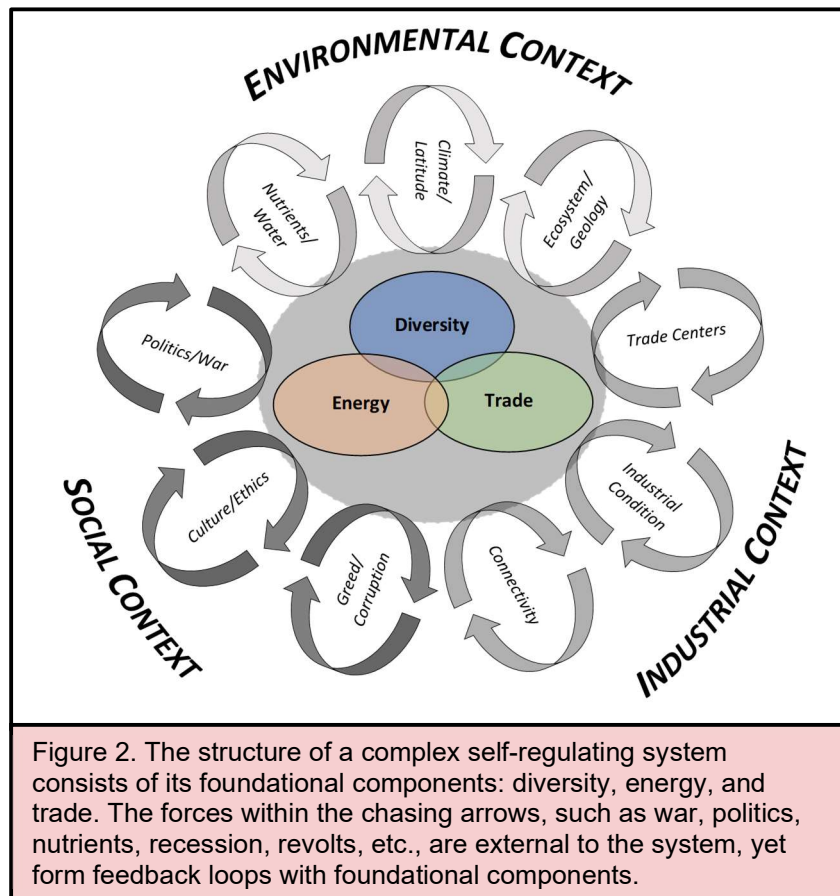 ENVIRONMENTAL CONTEXT
Climate/
Latitude
Nutrients/
Water
Ecosystem/
Geology
Politics/War
Diversity
Trade Centers
Energy
Trade
Culture/Ethics
Industrial
Condition
Greed/
Corruption
Connectivity
SOCIAL CONTEXT
INDUSTRIAL CONTEXT
Figure 2. The structure of a complex self-regulating system
consists of its foundational components: diversity, energy, and
trade. The forces within the chasing arrows, such as war, politics,
nutrients, recession, revolts, etc., are external to the system, yet
form feedback loops with foundational components.